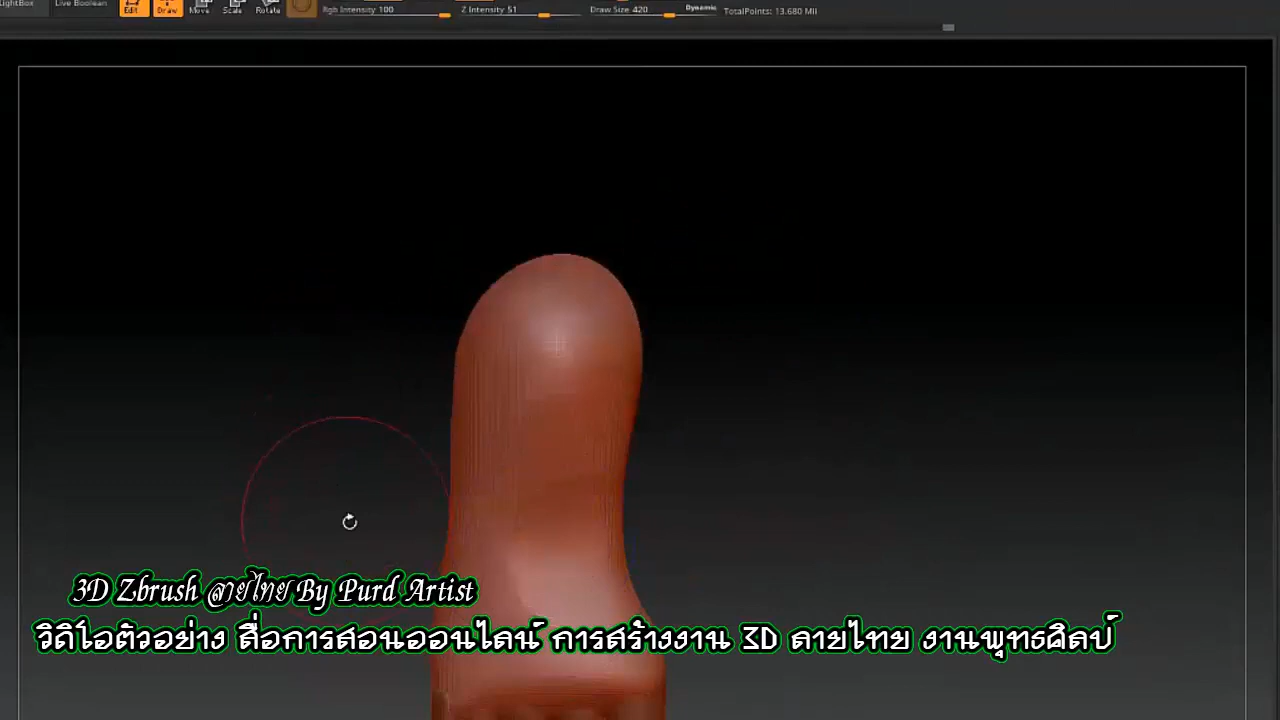 LightBox Live Boolean Edit Draw Move Scale Rotate Rgb Intensity 100 Z Intensity 51 Draw Size 420 Dynamic TotalPoints: 13.680 Mil
3D Zbrush ลายไทย By Purd Artist
วิดีโอตัวอย่าง สื่อการสอนออนไลน์ การสร้างงาน 3D ลายไทย งานพุทธศิลป์